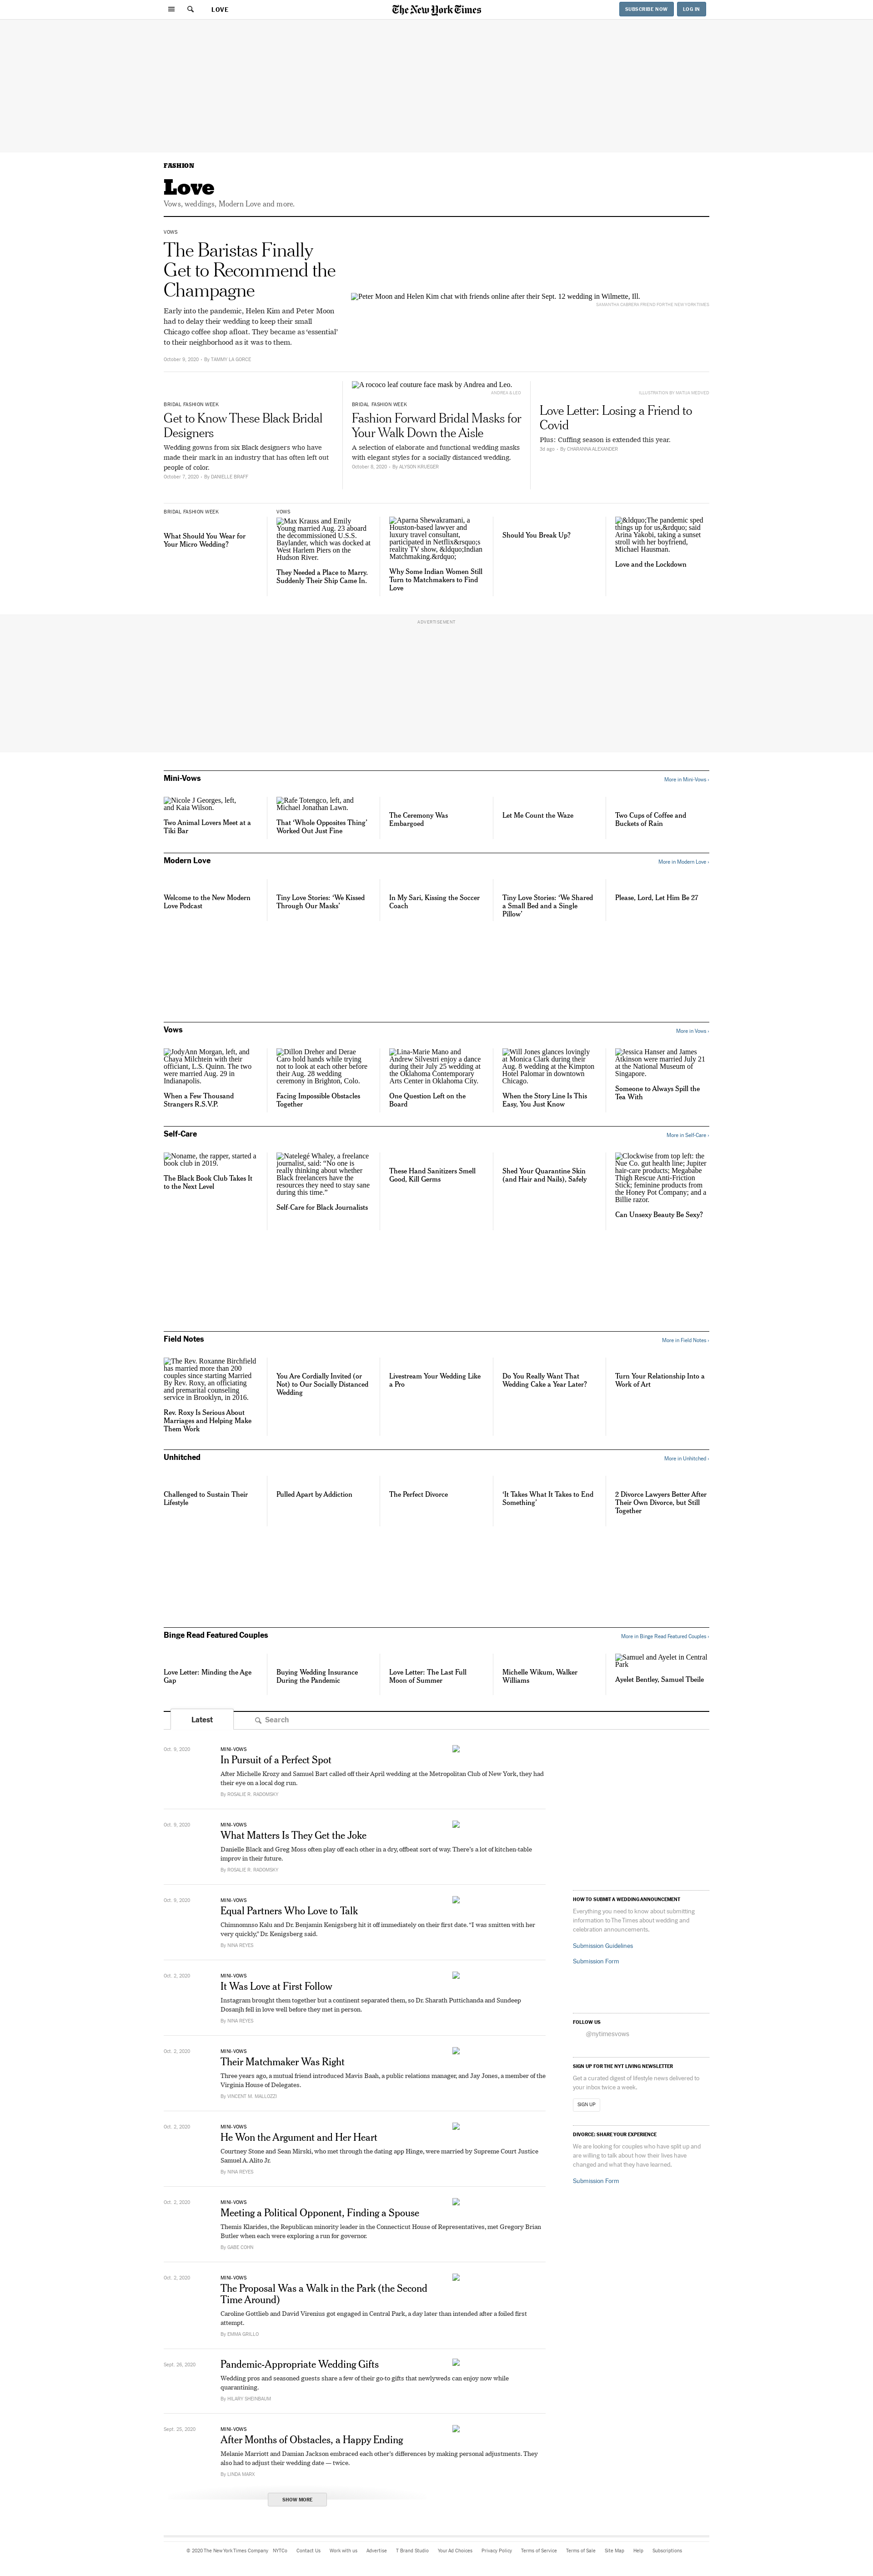 LOVE
The New York Times
SUBSCRIBE NOW
LOG IN
FASHION
Love
Vows, weddings, Modern Love and more.
VOWS
The Baristas Finally
Get to Recommend the
Champagne
Early into the pandemic, Helen Kim and Peter Moon
had to delay their wedding to keep their small
Chicago coffee shop afloat. They became as ‘essential’
to their neighborhood as it was to them.
October 9, 2020 - By TAMMY LA GORCE
Peter Moon and Helen Kim chat with friends online after their Sept. 12 wedding in Wilmette, Ill.
SAMANTHA CABRERA FRIEND FOR THE NEW YORK TIMES
BRIDAL FASHION WEEK
Get to Know These Black Bridal
Designers
Wedding gowns from six Black designers who have
made their mark in an industry that has often left out
people of color.
October 7, 2020 - By DANIELLE BRAFF
A rococo leaf couture face mask by Andrea and Leo.
ANDREA & LEO
BRIDAL FASHION WEEK
Fashion Forward Bridal Masks for
Your Walk Down the Aisle
A selection of elaborate and functional wedding masks
with elegant styles for a socially distanced wedding.
October 8, 2020 - By ALYSON KRUEGER
ILLUSTRATION BY MATIJA MEDVED
Love Letter: Losing a Friend to
Covid
Plus: Cuffing season is extended this year.
3d ago - By CHARANNA ALEXANDER
BRIDAL FASHION WEEK
What Should You Wear for
Your Micro Wedding?
VOWS
Max Krauss and Emily
Young married Aug. 23 aboard
the decommissioned U.S.S.
Baylander, which was docked at
West Harlem Piers on the
Hudson River.
They Needed a Place to Marry.
Suddenly Their Ship Came In.
Aparna Shewakramani, a
Houston-based lawyer and
luxury travel consultant,
participated in Netflix&rsquo;s
reality TV show, &ldquo;Indian
Matchmaking.&rdquo;
Why Some Indian Women Still
Turn to Matchmakers to Find
Love
Should You Break Up?
&ldquo;The pandemic sped
things up for us,&rdquo; said
Arina Yakobi, taking a sunset
stroll with her boyfriend,
Michael Hausman.
Love and the Lockdown
ADVERTISEMENT
Mini-Vows
More in Mini-Vows ›
Nicole J Georges, left,
and Kaia Wilson.
Two Animal Lovers Meet at a
Tiki Bar
Rafe Totengco, left, and
Michael Jonathan Lawn.
That ‘Whole Opposites Thing’
Worked Out Just Fine
The Ceremony Was
Embargoed
Let Me Count the Waze
Two Cups of Coffee and
Buckets of Rain
Modern Love
More in Modern Love ›
Welcome to the New Modern
Love Podcast
Tiny Love Stories: ‘We Kissed
Through Our Masks’
In My Sari, Kissing the Soccer
Coach
Tiny Love Stories: ‘We Shared
a Small Bed and a Single
Pillow’
Please, Lord, Let Him Be 27
Vows
More in Vows ›
JodyAnn Morgan, left, and
Chaya Milchtein with their
officiant, L.S. Quinn. The two
were married Aug. 29 in
Indianapolis.
When a Few Thousand
Strangers R.S.V.P.
Dillon Dreher and Derae
Caro hold hands while trying
not to look at each other before
their Aug. 28 wedding
ceremony in Brighton, Colo.
Facing Impossible Obstacles
Together
Lina-Marie Mano and
Andrew Silvestri enjoy a dance
during their July 25 wedding at
the Oklahoma Contemporary
Arts Center in Oklahoma City.
One Question Left on the
Board
Will Jones glances lovingly
at Monica Clark during their
Aug. 8 wedding at the Kimpton
Hotel Palomar in downtown
Chicago.
When the Story Line Is This
Easy, You Just Know
Jessica Hanser and James
Atkinson were married July 21
at the National Museum of
Singapore.
Someone to Always Spill the
Tea With
Self-Care
More in Self-Care ›
Noname, the rapper, started a
book club in 2019.
The Black Book Club Takes It
to the Next Level
Natelegé Whaley, a freelance
journalist, said: “No one is
really thinking about whether
Black freelancers have the
resources they need to stay sane
during this time.”
Self-Care for Black Journalists
These Hand Sanitizers Smell
Good, Kill Germs
Shed Your Quarantine Skin
(and Hair and Nails), Safely
Clockwise from top left: the
Nue Co. gut health line; Jupiter
hair-care products; Megababe
Thigh Rescue Anti-Friction
Stick; feminine products from
the Honey Pot Company; and a
Billie razor.
Can Unsexy Beauty Be Sexy?
Field Notes
More in Field Notes ›
The Rev. Roxanne Birchfield
has married more than 200
couples since starting Married
By Rev. Roxy, an officiating
and premarital counseling
service in Brooklyn, in 2016.
Rev. Roxy Is Serious About
Marriages and Helping Make
Them Work
You Are Cordially Invited (or
Not) to Our Socially Distanced
Wedding
Livestream Your Wedding Like
a Pro
Do You Really Want That
Wedding Cake a Year Later?
Turn Your Relationship Into a
Work of Art
Unhitched
More in Unhitched ›
Challenged to Sustain Their
Lifestyle
Pulled Apart by Addiction
The Perfect Divorce
‘It Takes What It Takes to End
Something’
2 Divorce Lawyers Better After
Their Own Divorce, but Still
Together
Binge Read Featured Couples
More in Binge Read Featured Couples ›
Love Letter: Minding the Age
Gap
Buying Wedding Insurance
During the Pandemic
Love Letter: The Last Full
Moon of Summer
Michelle Wikum, Walker
Williams
Samuel and Ayelet in Central
Park
Ayelet Bentley, Samuel Tbeile
Latest
Search
Oct. 9, 2020
MINI-VOWS
In Pursuit of a Perfect Spot
After Michelle Krozy and Samuel Bart called off their April wedding at the Metropolitan Club of New York, they had
their eye on a local dog run.
By ROSALIE R. RADOMSKY
Oct. 9, 2020
MINI-VOWS
What Matters Is They Get the Joke
Danielle Black and Greg Moss often play off each other in a dry, offbeat sort of way. There’s a lot of kitchen-table
improv in their future.
By ROSALIE R. RADOMSKY
Oct. 9, 2020
MINI-VOWS
Equal Partners Who Love to Talk
Chinumunso Kalu and Dr. Benjamin Kenigsberg hit it off immediately on their first date. “I was smitten with her
very quickly,” Dr. Kenigsberg said.
By NINA REYES
Oct. 2, 2020
MINI-VOWS
It Was Love at First Follow
Instagram brought them together but a continent separated them, so Dr. Sharath Puttichanda and Sundeep
Dosanjh fell in love well before they met in person.
By NINA REYES
Oct. 2, 2020
MINI-VOWS
Their Matchmaker Was Right
Three years ago, a mutual friend introduced Mavis Baah, a public relations manager, and Jay Jones, a member of the
Virginia House of Delegates.
By VINCENT M. MALLOZZI
Oct. 2, 2020
MINI-VOWS
He Won the Argument and Her Heart
Courtney Stone and Sean Mirski, who met through the dating app Hinge, were married by Supreme Court Justice
Samuel A. Alito Jr.
By NINA REYES
Oct. 2, 2020
MINI-VOWS
Meeting a Political Opponent, Finding a Spouse
Themis Klarides, the Republican minority leader in the Connecticut House of Representatives, met Gregory Brian
Butler when each were exploring a run for governor.
By GABE COHN
Oct. 2, 2020
MINI-VOWS
The Proposal Was a Walk in the Park (the Second
Time Around)
Caroline Gottlieb and David Virenius got engaged in Central Park, a day later than intended after a foiled first
attempt.
By EMMA GRILLO
Sept. 28, 2020
Pandemic-Appropriate Wedding Gifts
Wedding pros and seasoned guests share a few of their go-to gifts that newlyweds can enjoy now while
quarantining.
By HILARY SHEINBAUM
Sept. 25, 2020
MINI-VOWS
After Months of Obstacles, a Happy Ending
Melanie Marriott and Damian Jackson embraced each other’s differences by making personal adjustments. They
also had to adjust their wedding date — twice.
By LINDA MARX
SHOW MORE
HOW TO SUBMIT A WEDDING ANNOUNCEMENT
Everything you need to know about submitting
information to The Times about wedding and
celebration announcements.
Submission Guidelines
Submission Form
FOLLOW US
@nytimesvows
SIGN UP FOR THE NYT LIVING NEWSLETTER
Get a curated digest of lifestyle news delivered to
your inbox twice a week.
SIGN UP
DIVORCE: SHARE YOUR EXPERIENCE
We are looking for couples who have split up and
are willing to talk about how their lives have
changed and what they have learned.
Submission Form
© 2020 The New York Times Company NYTCo Contact Us Work with us Advertise T Brand Studio Your Ad Choices Privacy Policy Terms of Service Terms of Sale Site Map Help Subscriptions